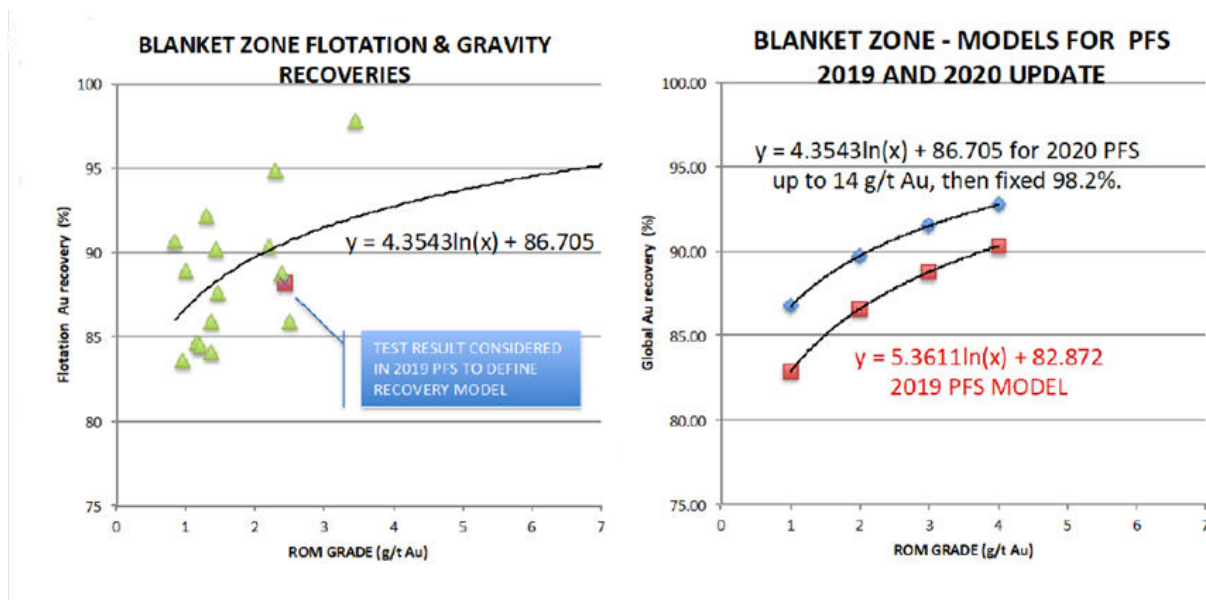 BLANKET ZONE FLOTATION & GRAVITY
RECOVERIES
100
95
90
85
80
75
0 1 2 3 4 5 6 7
Flotation Au recovery (%)
ROM GRADE (g/t Au)
y = 4.3543ln(x) + 86.705
TEST RESULT CONSIDERED
IN 2019 PFS TO DEFINE
RECOVERY MODEL
BLANKET ZONE - MODELS FOR PFS
2019 AND 2020 UPDATE
100.00
95.00
90.00
85.00
80.00
75.00
0 1 2 3 4 5 6 7
Global Au recovery (%)
ROM GRADE (g/t Au)
y = 4.3543ln(x) + 86.705 for 2020 PFS
up to 14 g/t Au, then fixed 98.2%.
y = 5.3611ln(x) + 82.872
2019 PFS MODEL